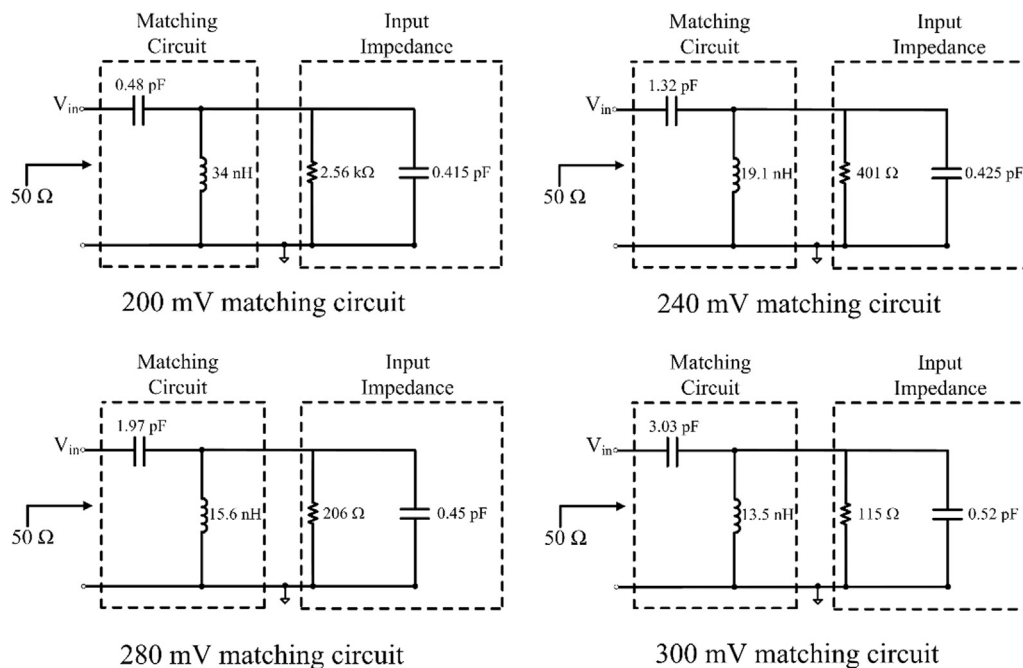 Matching
Circuit
Input
Impedance
0.48 pF
Vin
50 Ω
34 nH
2.56 kΩ
0.415 pF
200 mV matching circuit
Matching
Circuit
Input
Impedance
1.32 pF
Vin
50 Ω
19.1 nH
401 Ω
0.425 pF
240 mV matching circuit
Matching
Circuit
Input
Impedance
1.97 pF
Vin
50 Ω
15.6 nH
206 Ω
0.45 pF
280 mV matching circuit
Matching
Circuit
Input
Impedance
3.03 pF
Vin
50 Ω
13.5 nH
115 Ω
0.52 pF
300 mV matching circuit